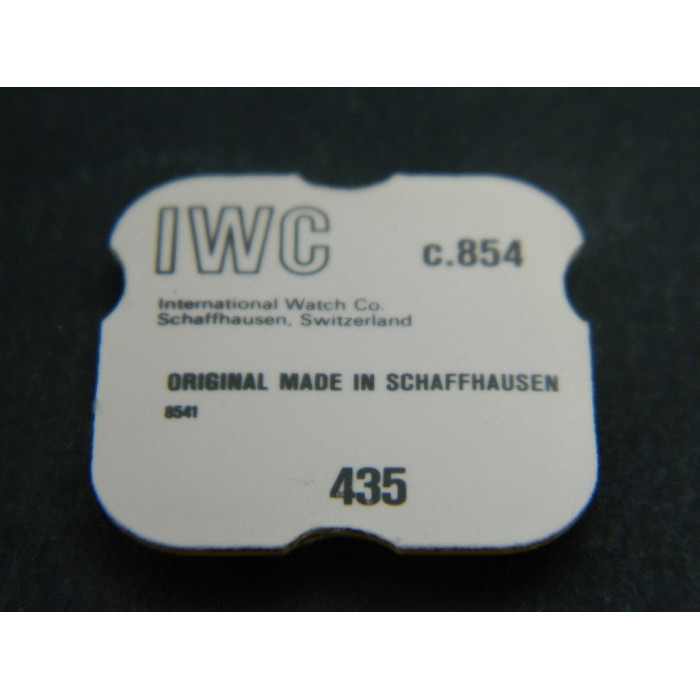 IWC c.854
International Watch Co.
Schaffhausen, Switzerland
ORIGINAL MADE IN SCHAFFHAUSEN
8541
435